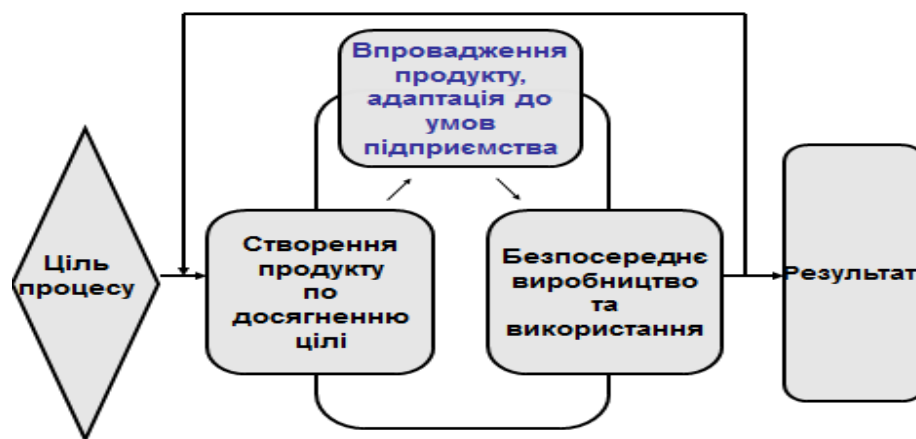 Впровадження
продукту,
адаптація до
умов
підприємства
Ціль
процесу
Створення
продукту
по
досягненню
цілі
Безпосереднє
виробництво
та
використання
Результат